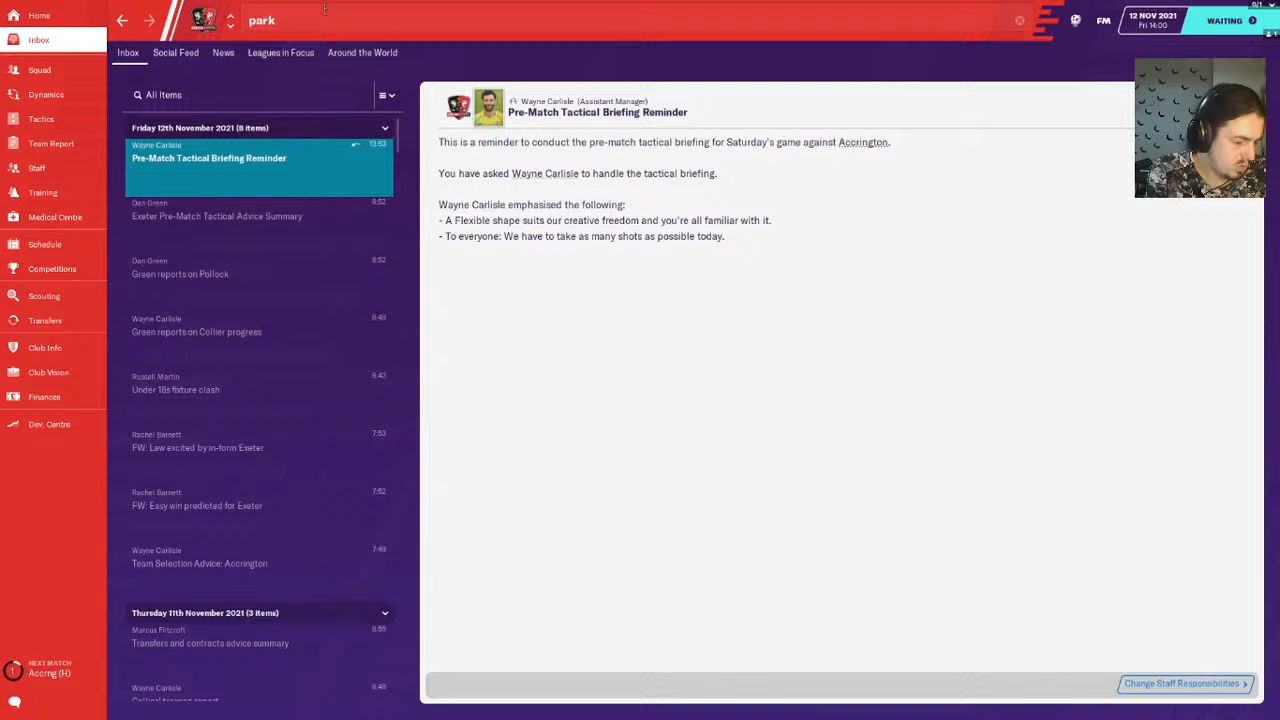 Home
park
12 NOV 2021
Fri 14:00
WAITING
FM
0/1
1
Inbox
Inbox
Social Feed
News
Leagues in Focus
Around the World
Squad
Dynamics
Tactics
Team Report
Staff
Training
Medical Centre
Schedule
Competitions
Scouting
Transfers
Club Info
Club Vision
Finances
Dev. Centre
NEXT MATCH
Accrng (H)
1
All Items
Friday 12th November 2021 (8 items)
Wayne Carlisle
13:53
Pre-Match Tactical Briefing Reminder
Dan Green
8:52
Exeter Pre-Match Tactical Advice Summary
Dan Green
8:52
Green reports on Pollock
Wayne Carlisle
8:49
Green reports on Collier progress
Russell Martin
8:43
Under 18s fixture clash
Rachel Barnett
7:53
FW: Law excited by in-form Exeter
Rachel Barnett
7:52
FW: Easy win predicted for Exeter
Wayne Carlisle
7:49
Team Selection Advice: Accrington
Thursday 11th November 2021 (3 items)
Marcus Flitcroft
8:55
Transfers and contracts advice summary
Wayne Carlisle
8:48
Wayne Carlisle (Assistant Manager)
Pre-Match Tactical Briefing Reminder
This is a reminder to conduct the pre-match tactical briefing for Saturday's game against Accrington.
You have asked Wayne Carlisle to handle the tactical briefing.
Wayne Carlisle emphasised the following:
- A Flexible shape suits our creative freedom and you're all familiar with it.
- To everyone: We have to take as many shots as possible today.
Change Staff Responsibilities